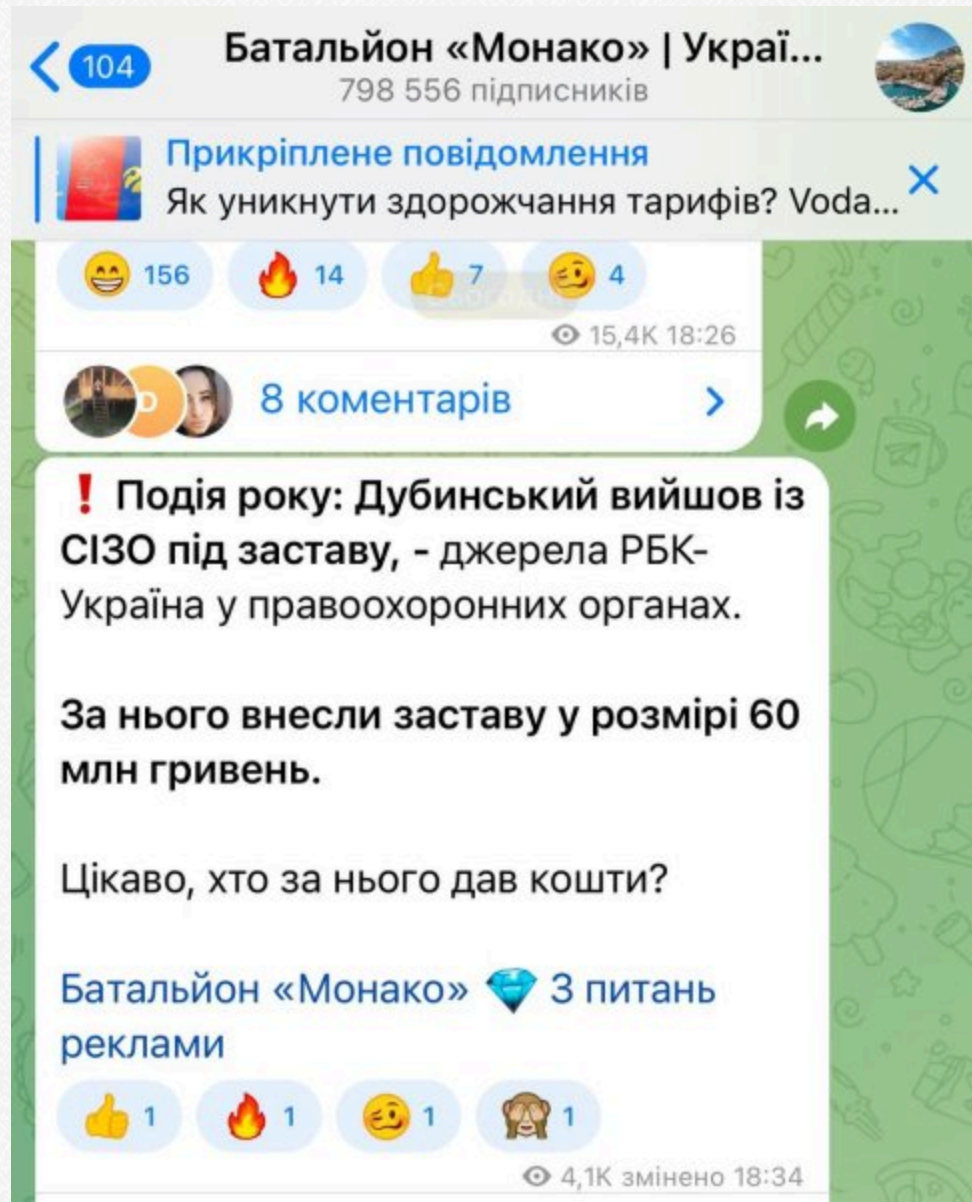 104
Батальйон «Монако» | Украї...
798 556 підписників
Прикріплене повідомлення
Як уникнути здорожчання тарифів? Voda...
😁 156 🔥 14 👍 7 🥴 4
Сьогодні
15,4K 18:26
D
8 коментарів
❗ Подія року: Дубинський вийшов із
СІЗО під заставу, - джерела РБК-
Україна у правоохоронних органах.
За нього внесли заставу у розмірі 60
млн гривень.
Цікаво, хто за нього дав кошти?
Батальйон «Монако» 💎 З питань
реклами
👍 1 🔥 1 🥴 1 🙈 1
4,1K змінено 18:34